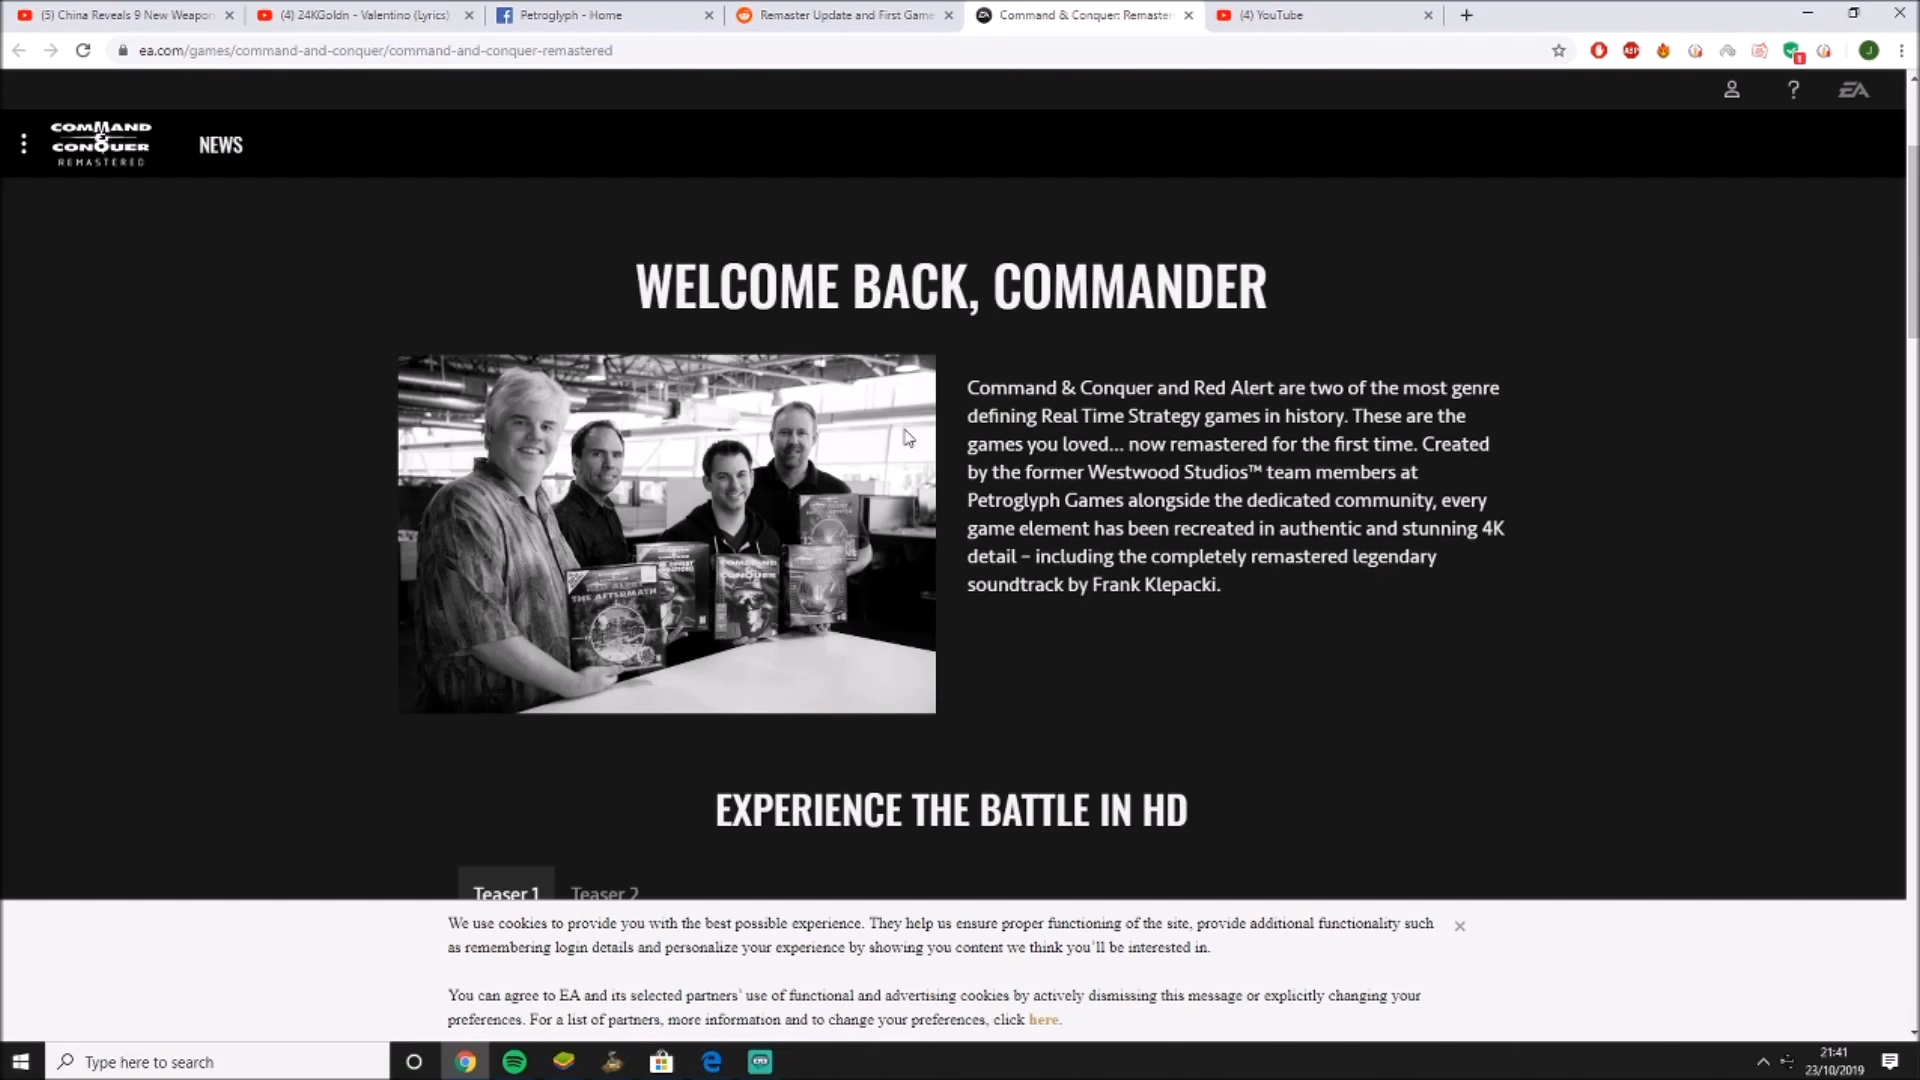 (5) China Reveals 9 New Weapon
(4) 24KGoldn - Valentino (Lyrics)
Petroglyph - Home
Remaster Update and First Game
Command & Conquer: Remaster
(4) YouTube
ea.com/games/command-and-conquer/command-and-conquer-remastered
ABP
J
? EA
COMMAND
&
CONQUER
REMASTERED
NEWS
WELCOME BACK, COMMANDER
Command & Conquer and Red Alert are two of the most genre
defining Real Time Strategy games in history. These are the
games you loved... now remastered for the first time. Created
by the former Westwood Studios™ team members at
Petroglyph Games alongside the dedicated community, every
game element has been recreated in authentic and stunning 4K
detail – including the completely remastered legendary
soundtrack by Frank Klepacki.
RED ALERT
THE AFTERMATH
COMMAND
CONQUER
EXPERIENCE THE BATTLE IN HD
Teaser 1 Teaser 2
We use cookies to provide you with the best possible experience. They help us ensure proper functioning of the site, provide additional functionality such
as remembering login details and personalize your experience by showing you content we think you'll be interested in.
You can agree to EA and its selected partners' use of functional and advertising cookies by actively dismissing this message or explicitly changing your
preferences. For a list of partners, more information and to change your preferences, click here.
Type here to search
21:41
23/10/2019